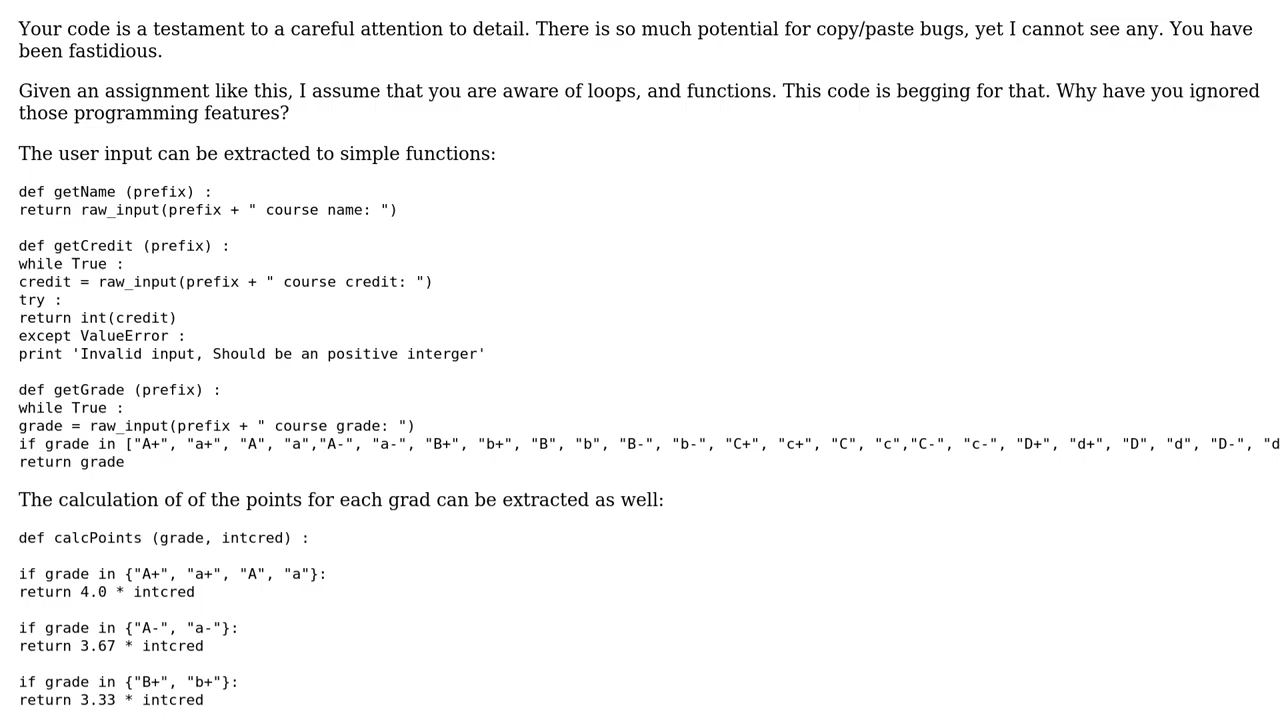 Your code is a testament to a careful attention to detail. There is so much potential for copy/paste bugs, yet I cannot see any. You have
been fastidious.
Given an assignment like this, I assume that you are aware of loops, and functions. This code is begging for that. Why have you ignored
those programming features?
The user input can be extracted to simple functions:
def getName (prefix) :
return raw_input(prefix + " course name: ")
def getCredit (prefix) :
while True :
credit = raw_input(prefix + " course credit: ")
try :
return int(credit)
except ValueError :
print 'Invalid input, Should be an positive interger'
def getGrade (prefix) :
while True :
grade = raw_input(prefix + " course grade: ")
if grade in ["A+", "a+", "A", "a","A-", "a-", "B+", "b+", "B", "b", "B-", "b-", "C+", "c+", "C", "c","C-", "c-", "D+", "d+", "D", "d", "D-", "d
return grade
The calculation of of the points for each grad can be extracted as well:
def calcPoints (grade, intcred) :
if grade in {"A+", "a+", "A", "a"}:
return 4.0 * intcred
if grade in {"A-", "a-"}:
return 3.67 * intcred
if grade in {"B+", "b+"}:
return 3.33 * intcred